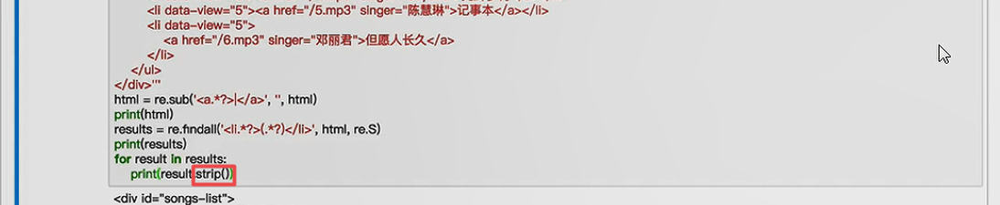 <li data-view="5"><a href="/5.mp3" singer="陈慧琳">记事本</a></li>
<li data-view="5">
<a href="/6.mp3" singer="邓丽君">但愿人长久</a>
</li>
</ul>
</div>'''
html = re.sub('<a.*?>|</a>', '', html)
print(html)
results = re.findall('<li.*?>(.*?)</li>', html, re.S)
print(results)
for result in results:
print(result.strip())
<div id="songs-list">